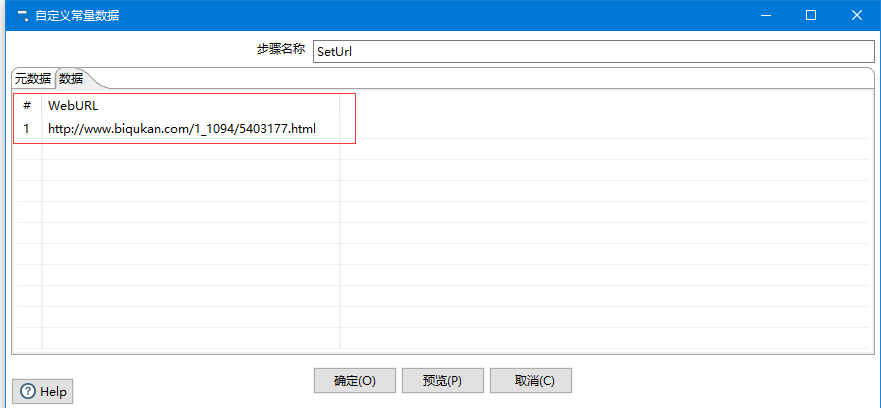 自定义常量数据
步骤名称 SetUrl
元数据 数据
# WebURL
1 http://www.biqukan.com/1_1094/5403177.html
确定(O) 预览(P) 取消(C)
Help